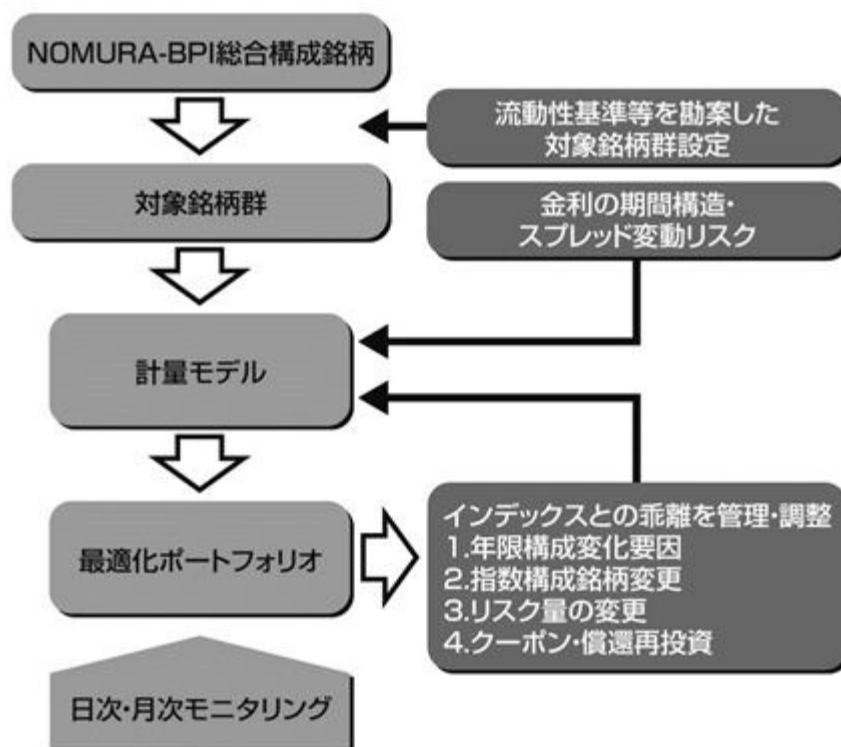 NOMURA-BPI総合構成銘柄
流動性基準等を勘案した
対象銘柄群設定
対象銘柄群
金利の期間構造・
スプレッド変動リスク
計量モデル
最適化ポートフォリオ
インデックスとの乖離を管理・調整
1.年限構成変化要因
2.指数構成銘柄変更
3.リスク量の変更
4.クーポン・償還再投資
日次・月次モニタリング